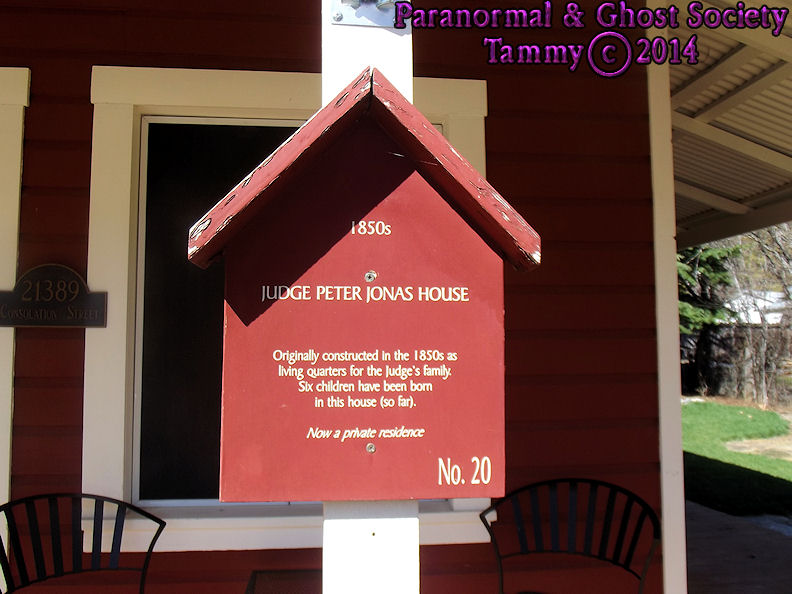 Paranormal & Ghost Society
Tammy © 2014
1850s
JUDGE PETER JONAS HOUSE
21389
CONSOLATION STREET
Originally constructed in the 1850s as
living quarters for the Judge's family.
Six children have been born
in this house (so far).
Now a private residence
No. 20